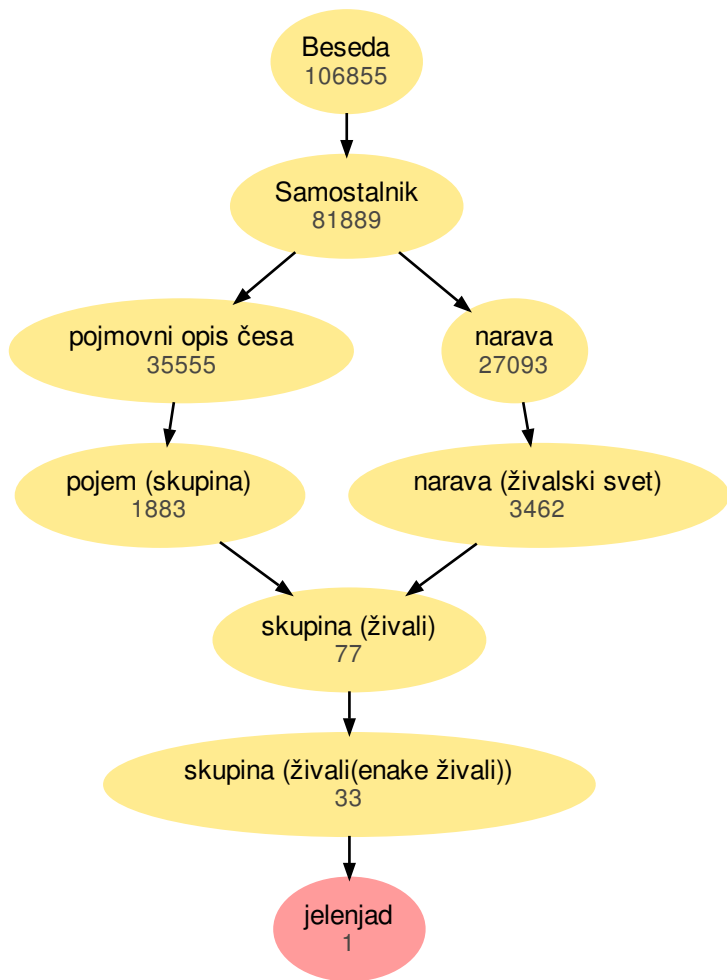 Beseda
106855
Samostalnik
81889
pojmovni opis česa
35555
narava
27093
pojem (skupina)
1883
narava (živalski svet)
3462
skupina (živali)
77
skupina (živali(enake živali))
33
jelenjad
1